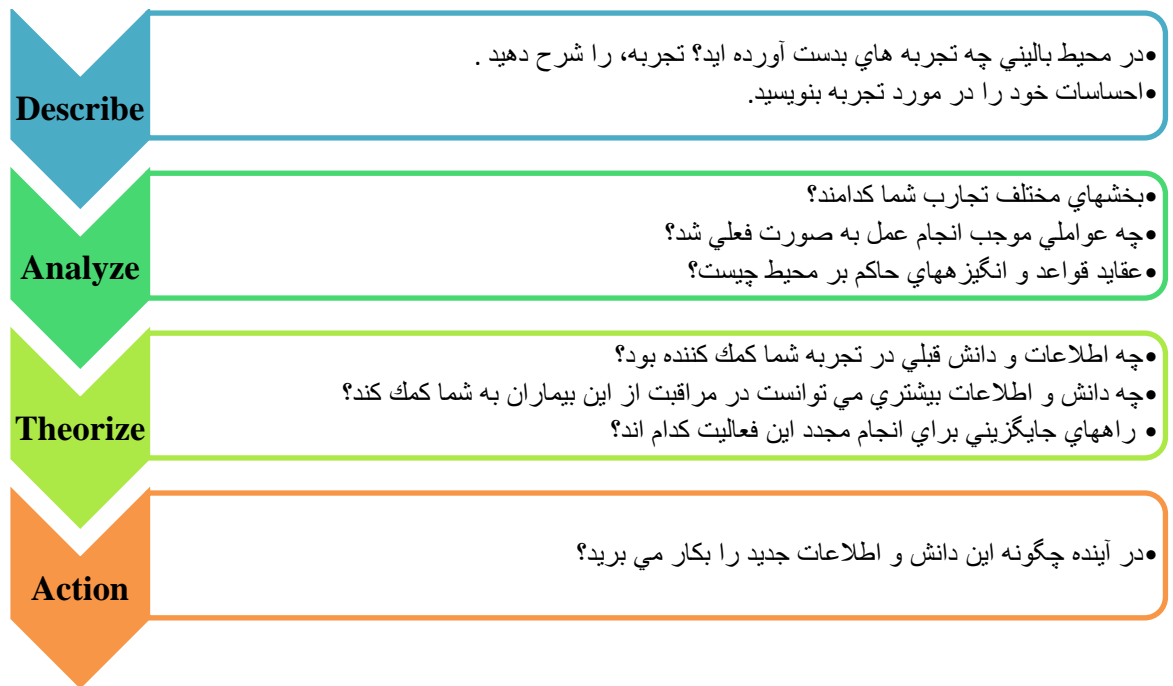 Describe
•در محيط باليني چه تجربه هاي بدست آورده ايد؟ تجربه، را شرح دهيد .
•احساسات خود را در مورد تجربه بنويسيد.
Analyze
•بخشهاي مختلف تجارب شما كدامند؟
•چه عواملي موجب انجام عمل به صورت فعلي شد؟
•عقايد قواعد و انگيزههاي حاكم بر محيط چيست؟
Theorize
•چه اطلاعات و دانش قبلي در تجربه شما كمك كننده بود؟
•چه دانش و اطلاعات بيشتري مي توانست در مراقبت از اين بيماران به شما كمك كند؟
• راههاي جايگزيني براي انجام مجدد اين فعاليت كدام اند؟
Action
•در آينده چگونه اين دانش و اطلاعات جديد را بكار مي بريد؟